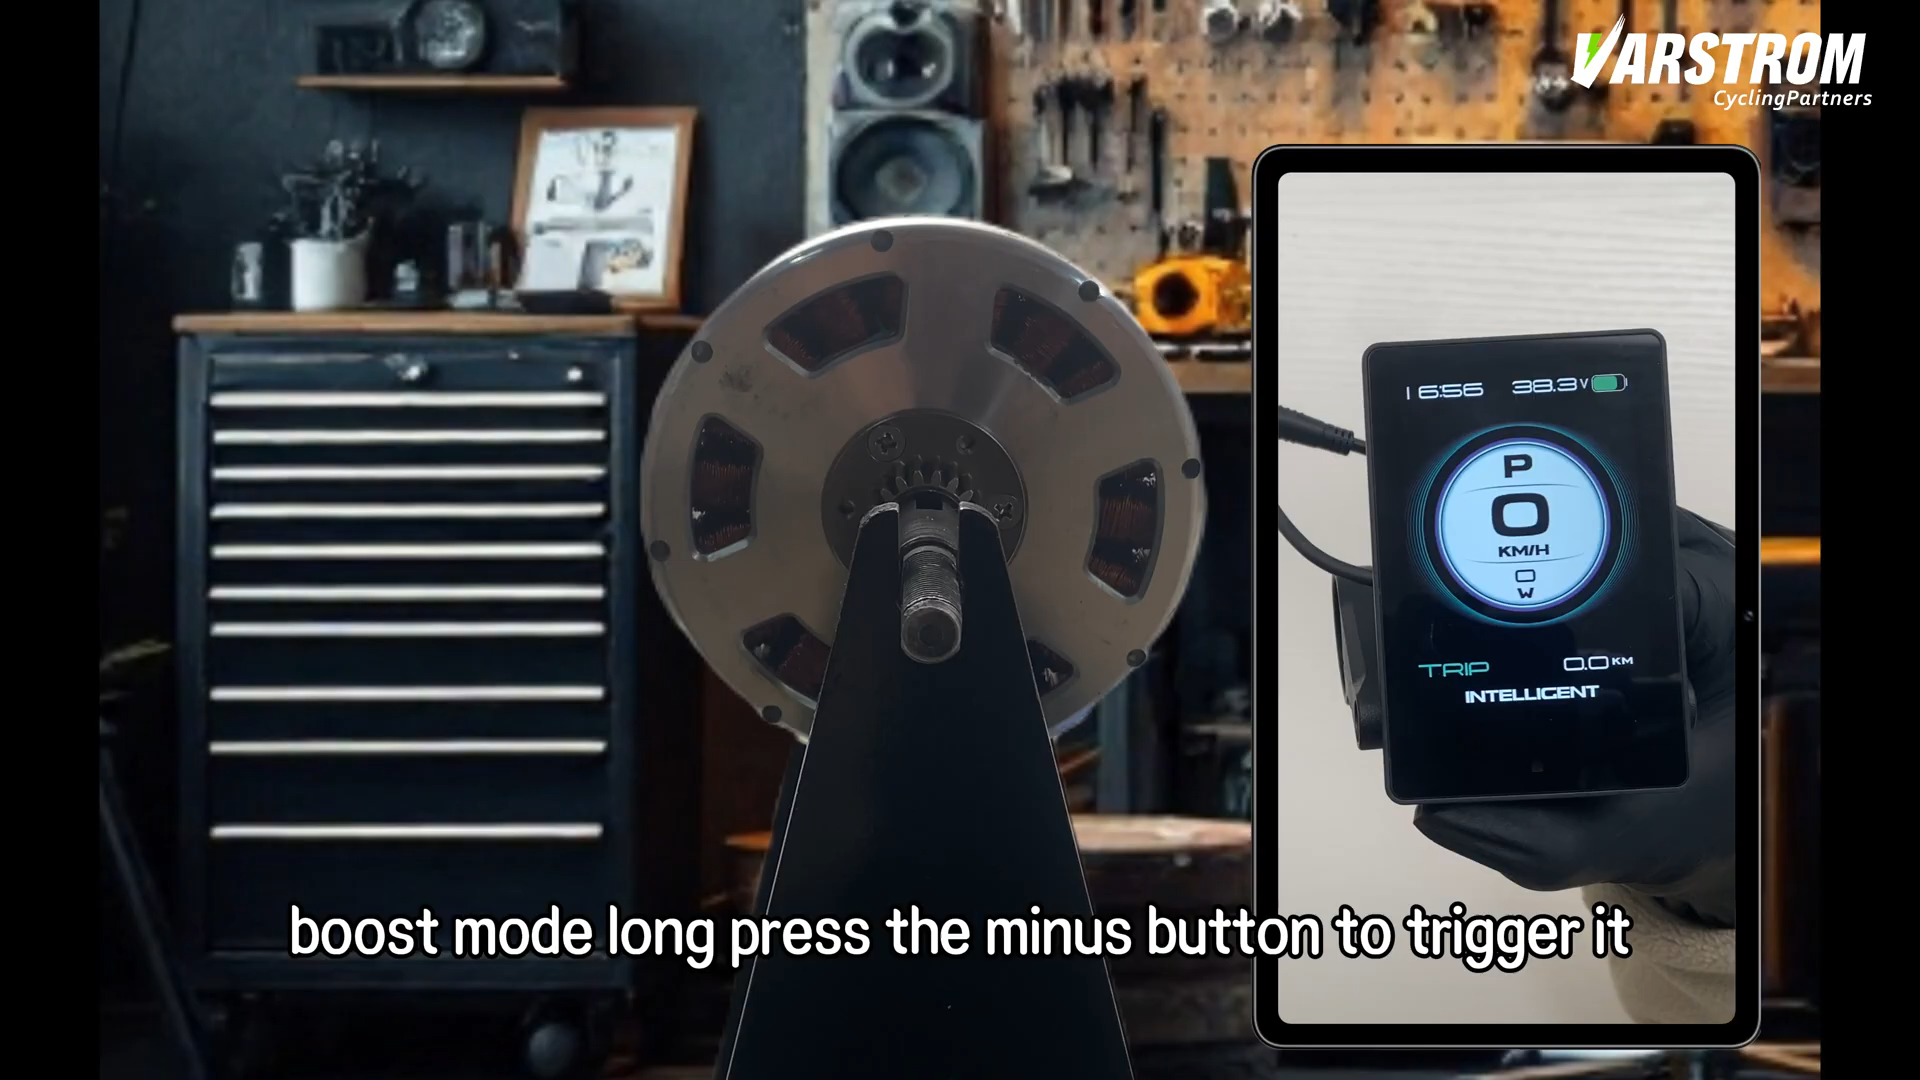 VARSTROM
CyclingPartners
16:56 38.3V
P
0
KM/H
0
W
TRIP 0.0KM
INTELLIGENT
boost mode long press the minus button to trigger it